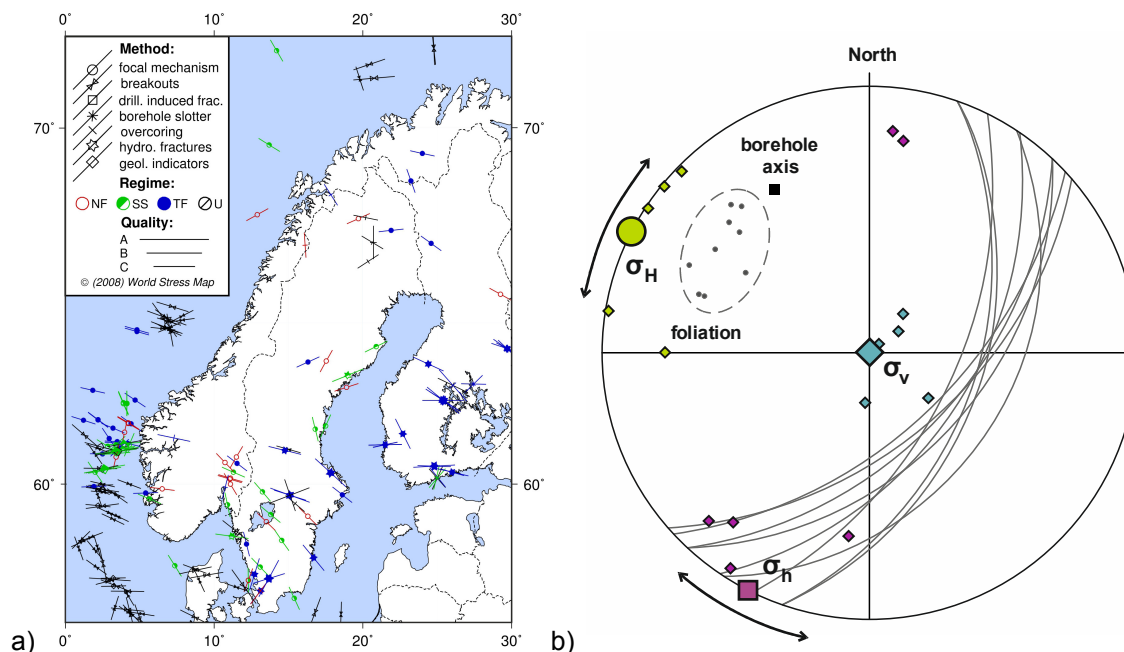 0˚ 10˚ 20˚ 30˚
70˚ 70˚
60˚ 60˚
0˚ 10˚ 20˚ 30˚
Method:
focal mechanism
breakouts
drill. induced frac.
borehole slotter
overcoring
hydro. fractures
geol. indicators
Regime:
NF SS TF U
Quality:
A
B
C
© (2008) World Stress Map
a)
North
borehole
axis
σH
foliation
σv
σh
b)